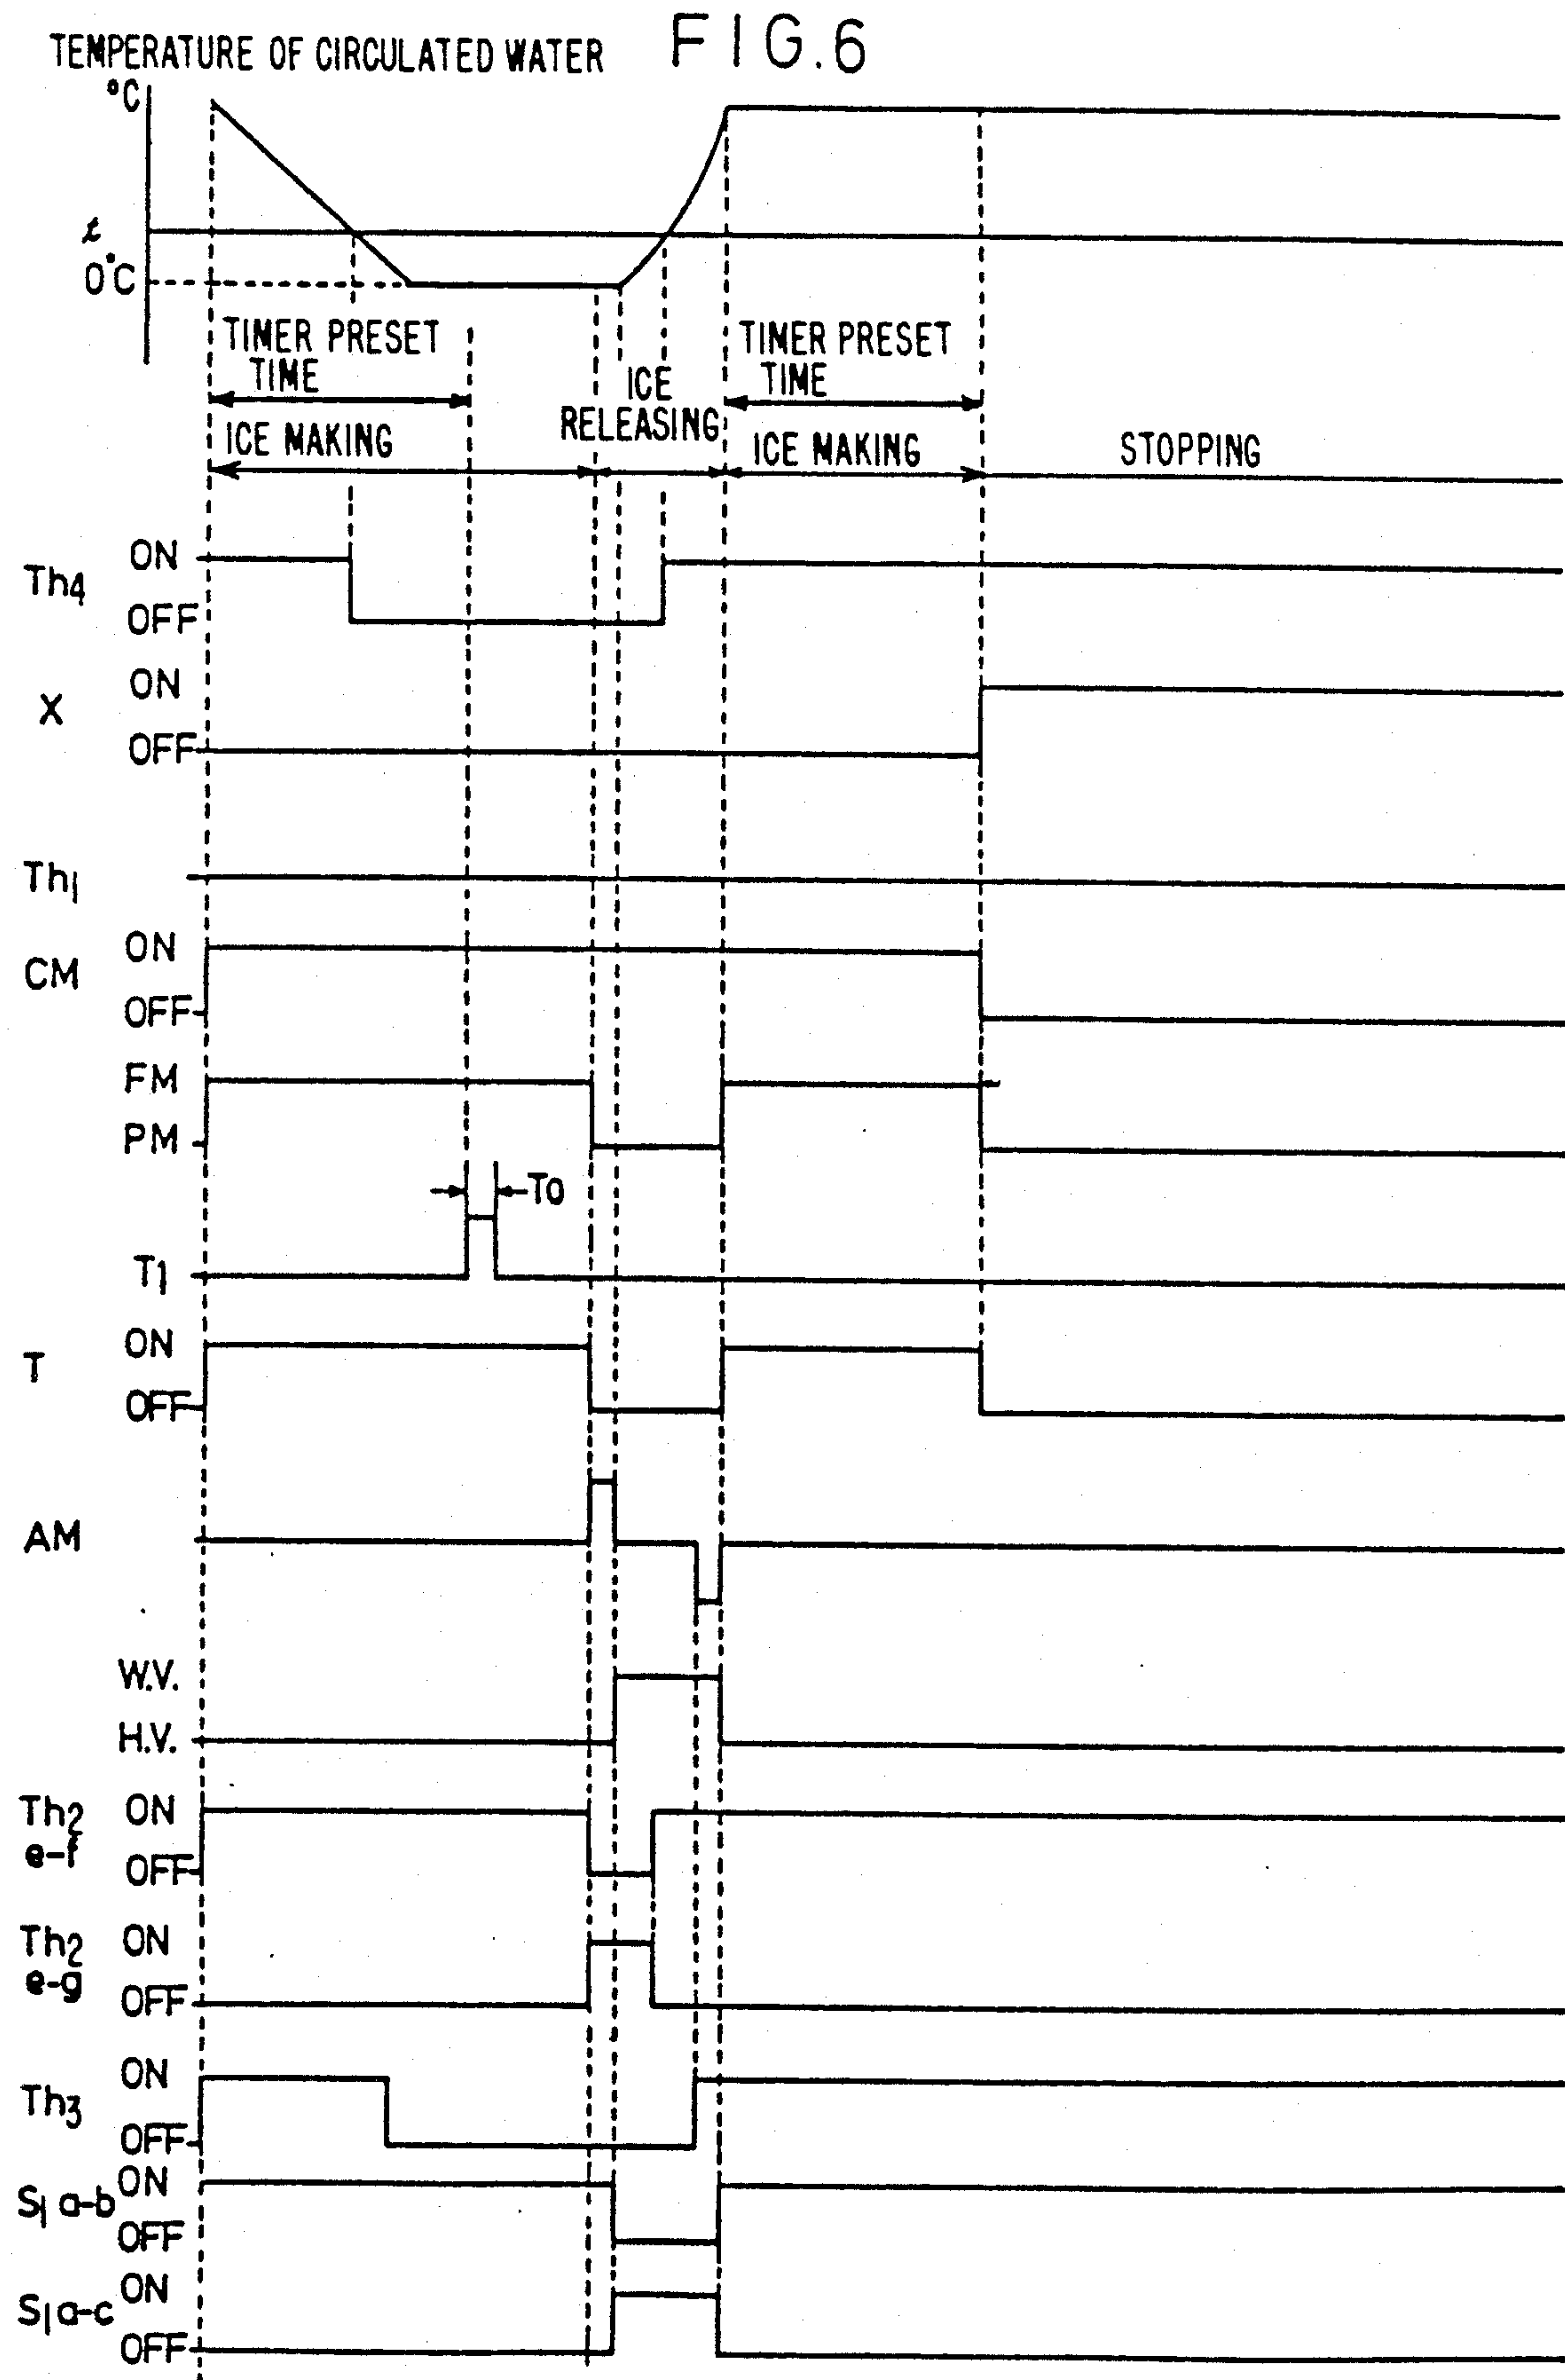 FIG.6
TEMPERATURE OF CIRCULATED WATER
°C
t
0°C
TIMER PRESET
TIME
TIMER PRESET
TIME
ICE
RELEASING
ICE MAKING
ICE MAKING
STOPPING
Th4
ON
OFF
X
ON
OFF
Th1
CM
ON
OFF
FM
PM
T0
T1
T
ON
OFF
AM
W.V.
H.V.
Th2
e-f
ON
OFF
Th2
e-g
ON
OFF
Th3
ON
OFF
S1 a-b
ON
OFF
S1 a-c
ON
OFF